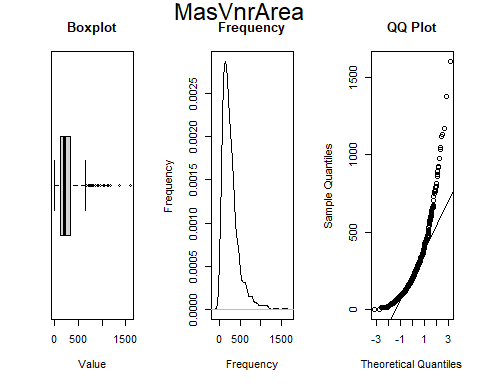 MasVnrArea
Boxplot
0 500 1500
Value
Frequency
Frequency
0.0000 0.0005 0.0010 0.0015 0.0020 0.0025
0 500 1500
Frequency
QQ Plot
Sample Quantiles
0 500 1000 1500
-3 -1 1 3
Theoretical Quantiles